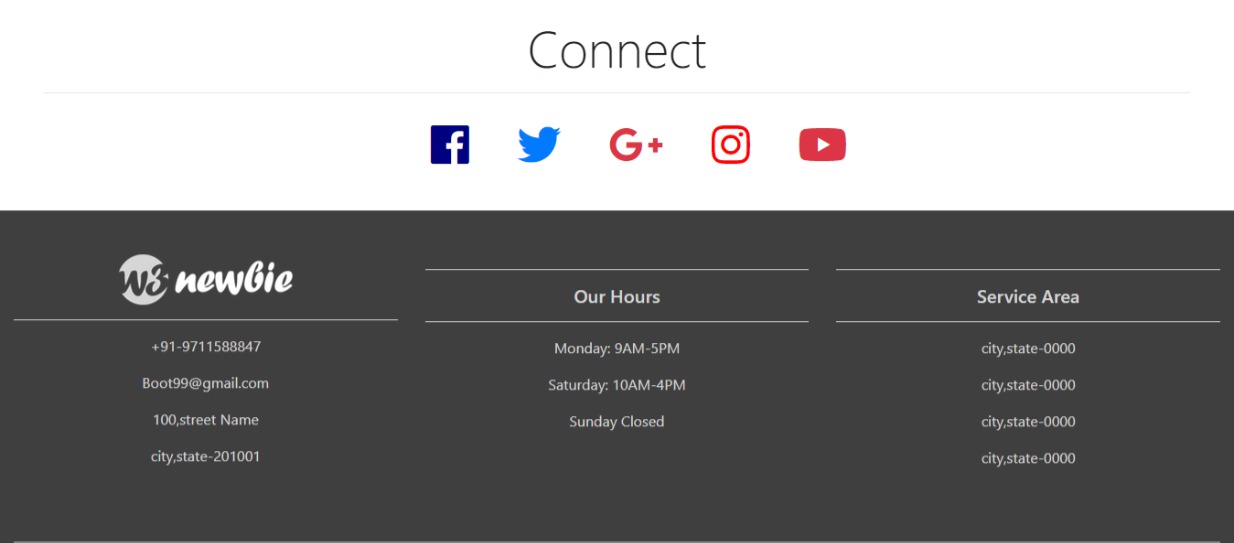 Connect
W3 newbie
+91-9711588847
Boot99@gmail.com
100,street Name
city,state-201001
Our Hours
Monday: 9AM-5PM
Saturday: 10AM-4PM
Sunday Closed
Service Area
city,state-0000
city,state-0000
city,state-0000
city,state-0000